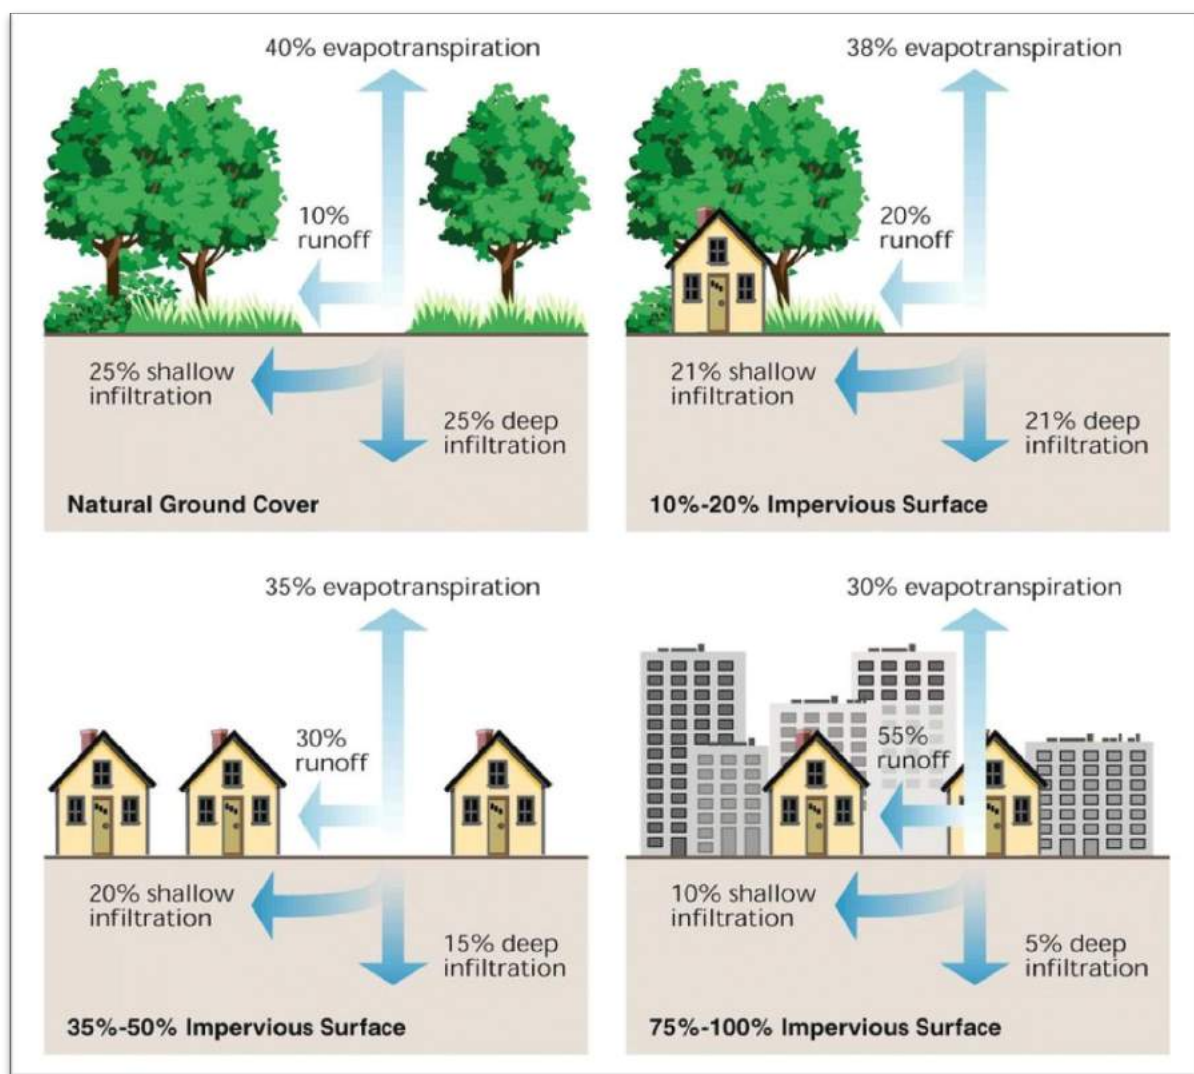 40% evapotranspiration
10%
runoff
25% shallow
infiltration
25% deep
infiltration
Natural Ground Cover
38% evapotranspiration
20%
runoff
21% shallow
infiltration
21% deep
infiltration
10%-20% Impervious Surface
35% evapotranspiration
30%
runoff
20% shallow
infiltration
15% deep
infiltration
35%-50% Impervious Surface
30% evapotranspiration
55%
runoff
10% shallow
infiltration
5% deep
infiltration
75%-100% Impervious Surface